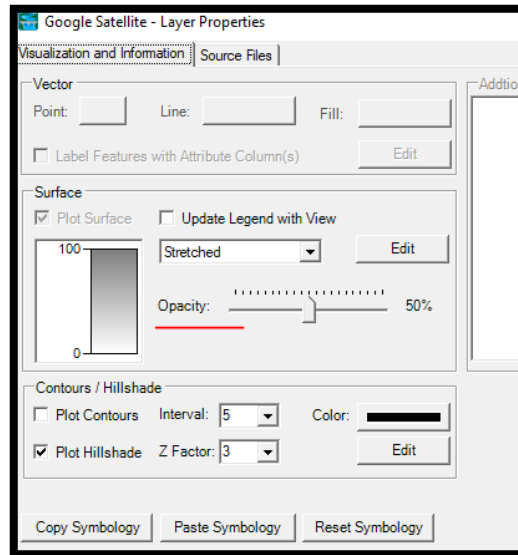 Google Satellite - Layer Properties
Visualization and Information
Source Files
Vector
Point:
Line:
Fill:
Label Features with Attribute Column(s)
Edit
Addtio
Surface
Plot Surface
Update Legend with View
100
0
Stretched
Edit
Opacity:
50%
Contours / Hillshade
Plot Contours
Interval:
5
Color:
Plot Hillshade
Z Factor:
3
Edit
Copy Symbology
Paste Symbology
Reset Symbology